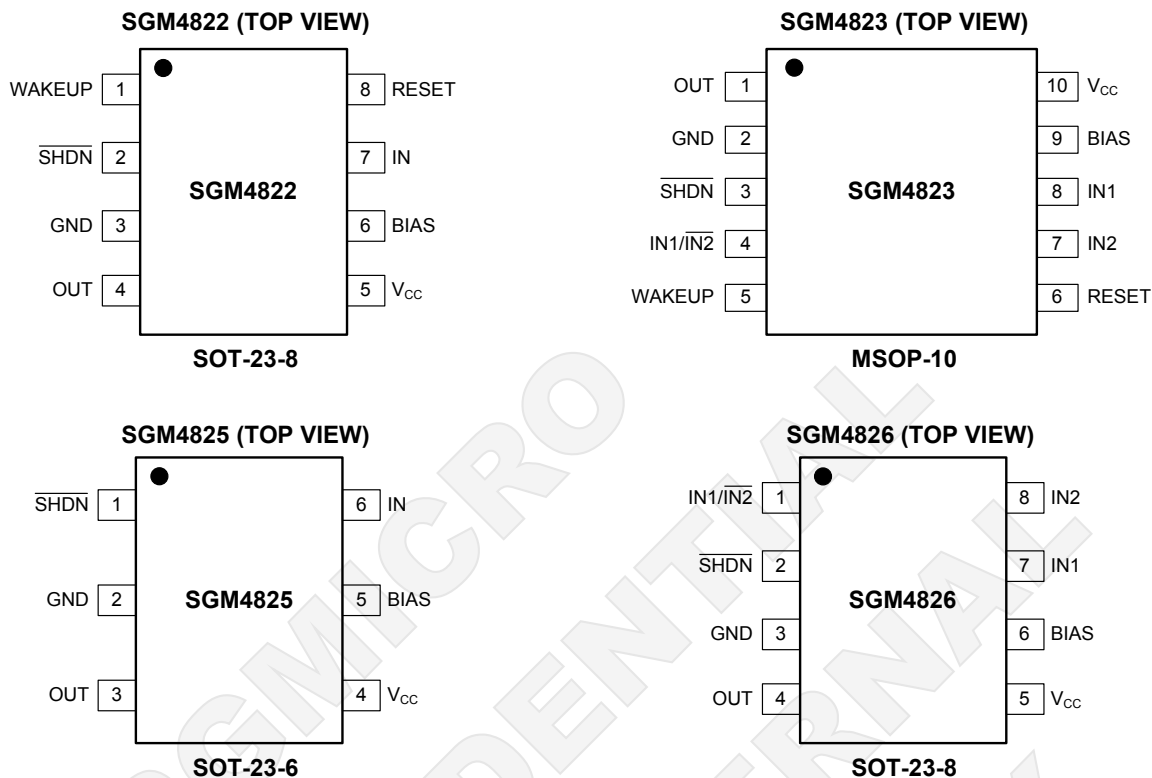 SGM4822 (TOP VIEW)
WAKEUP 1 8 RESET
SHDN 2 7 IN
SGM4822
GND 3 6 BIAS
OUT 4 5 VCC
SOT-23-8
SGM4823 (TOP VIEW)
OUT 1 10 VCC
GND 2 9 BIAS
SHDN 3 SGM4823 8 IN1
IN1/IN2 4 7 IN2
WAKEUP 5 6 RESET
MSOP-10
SGM4825 (TOP VIEW)
SHDN 1 6 IN
GND 2 SGM4825 5 BIAS
OUT 3 4 VCC
SOT-23-6
SGM4826 (TOP VIEW)
IN1/IN2 1 8 IN2
SHDN 2 7 IN1
SGM4826
GND 3 6 BIAS
OUT 4 5 VCC
SOT-23-8
SGMICRO